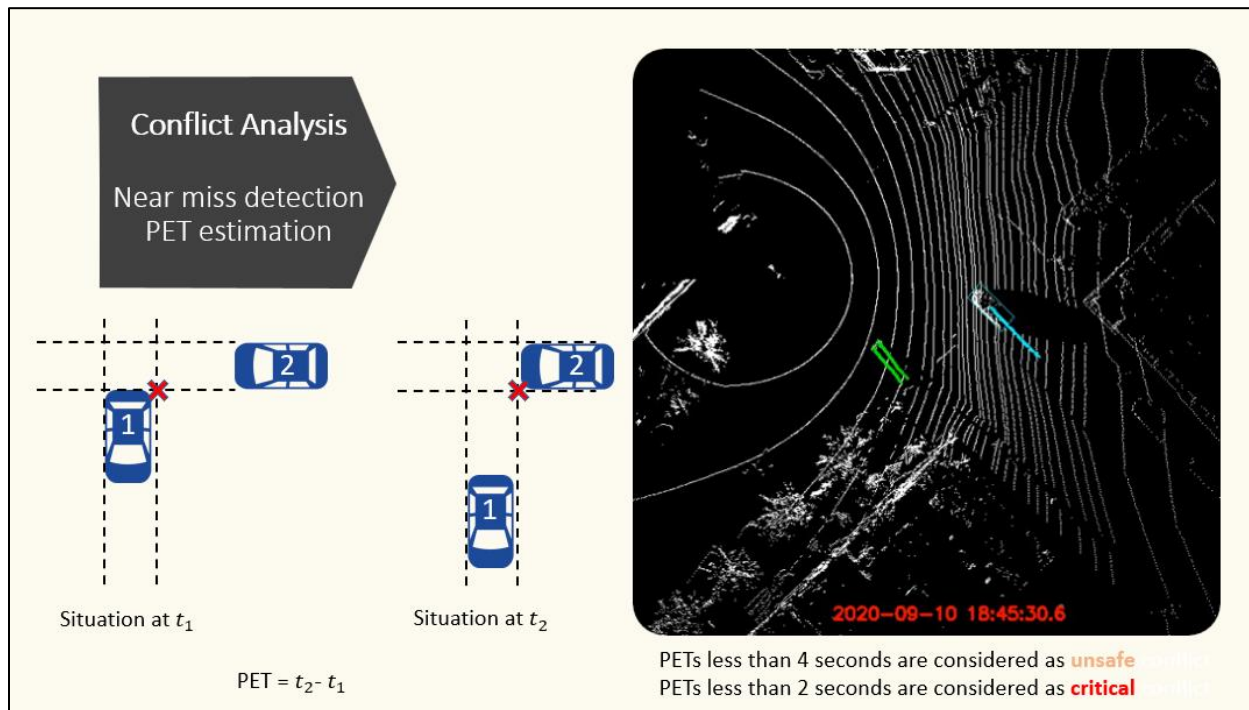 Conflict Analysis
Near miss detection
PET estimation
2
1
Situation at t₁
2
1
Situation at t₂
PET = t₂- t₁
2020-09-10 18:45:30.6
PETs less than 4 seconds are considered as unsafe conflict
PETs less than 2 seconds are considered as critical conflict